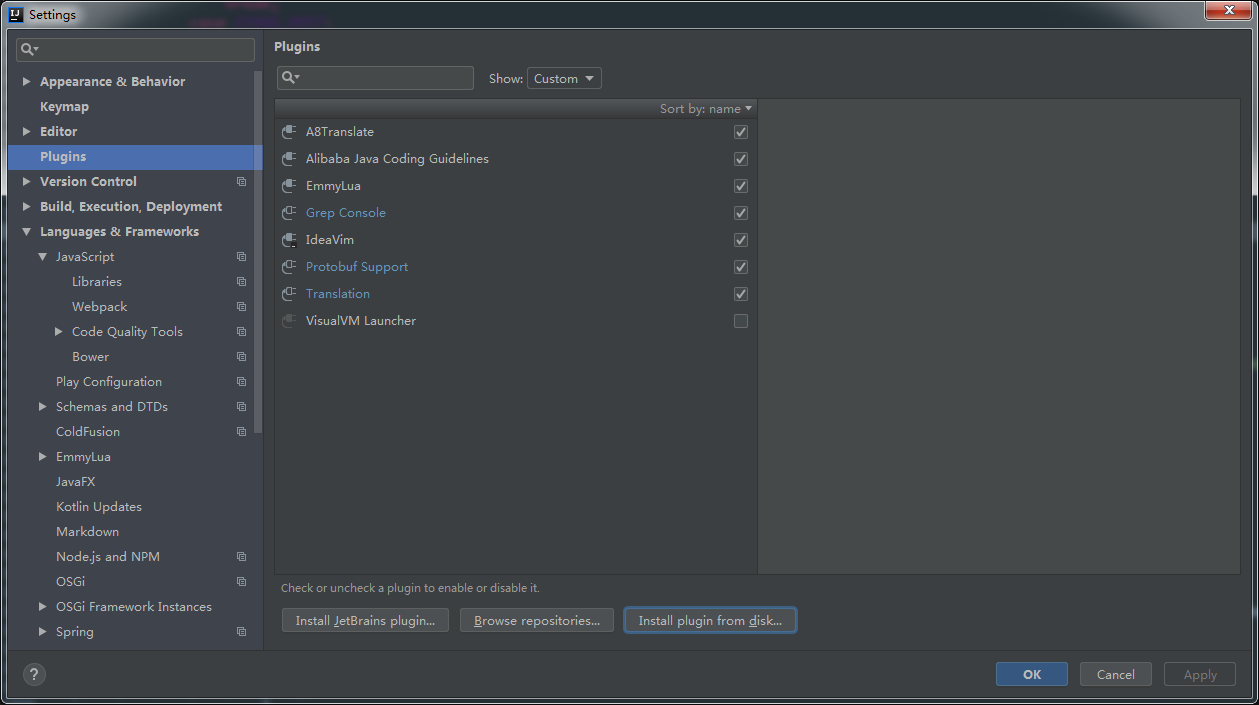 Settings
Appearance & Behavior
Keymap
Editor
Plugins
Version Control
Build, Execution, Deployment
Languages & Frameworks
JavaScript
Libraries
Webpack
Code Quality Tools
Bower
Play Configuration
Schemas and DTDs
ColdFusion
EmmyLua
JavaFX
Kotlin Updates
Markdown
Node.js and NPM
OSGi
OSGi Framework Instances
Spring
Plugins
Show: Custom
Sort by: name
A8Translate
Alibaba Java Coding Guidelines
EmmyLua
Grep Console
IdeaVim
Protobuf Support
Translation
VisualVM Launcher
Check or uncheck a plugin to enable or disable it.
Install JetBrains plugin... Browse repositories... Install plugin from disk...
? OK Cancel Apply